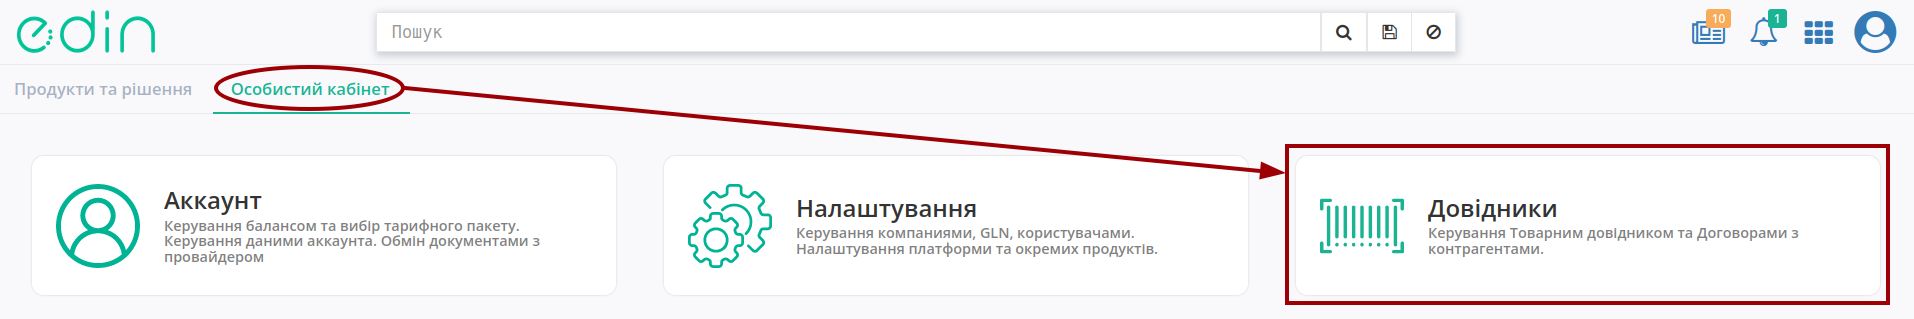 edin
Пошук
10
1
Продукти та рішення
Особистий кабінет
Аккаунт
Керування балансом та вибір тарифного пакету.
Керування даними аккаунта. Обмін документами з
провайдером
Налаштування
Керування компаніями, GLN, користувачами.
Налаштування платформи та окремих продуктів.
Довідники
Керування Товарним довідником та Договорами з
контрагентами.